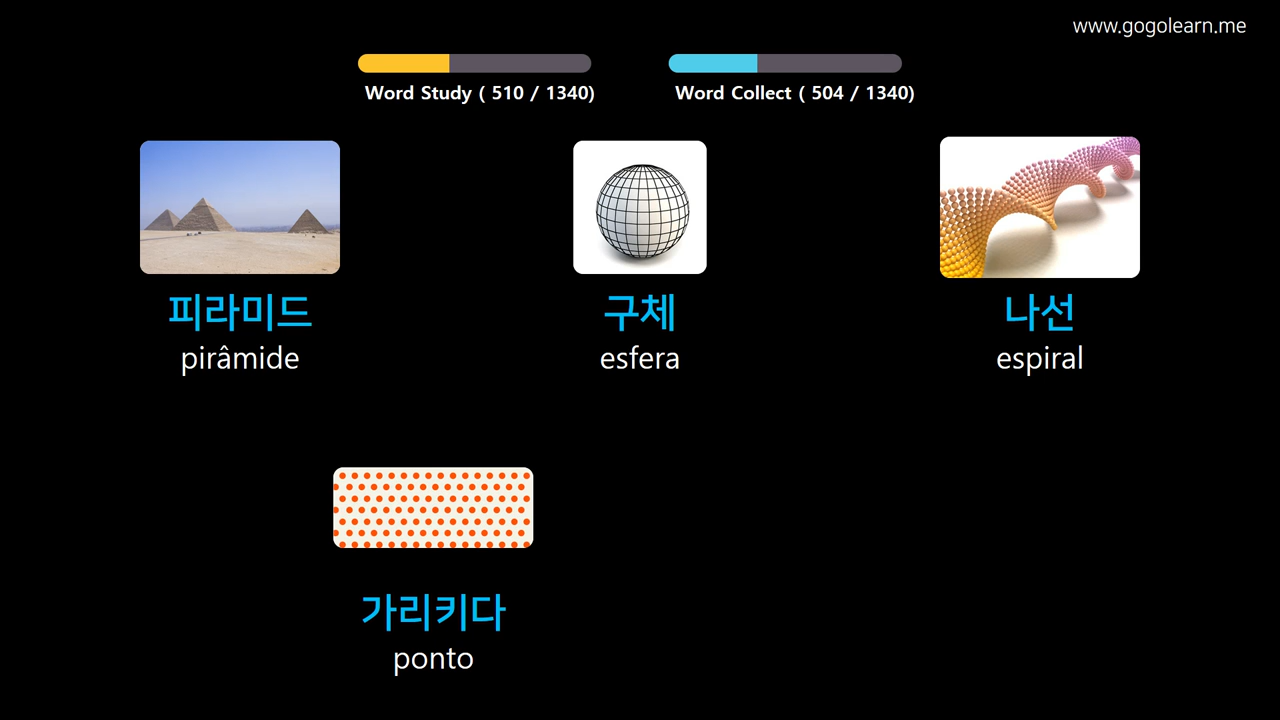 www.gogolearn.me
Word Study ( 510 / 1340)
Word Collect ( 504 / 1340)
피라미드
pirâmide
구체
esfera
나선
espiral
가리키다
ponto